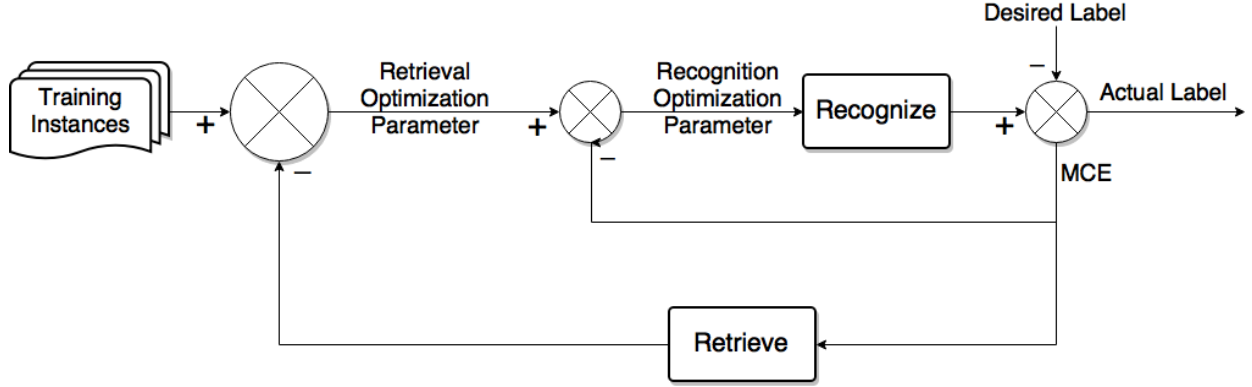 Desired Label
Training
Instances
+
−
Retrieval
Optimization
Parameter
+
−
Recognition
Optimization
Parameter
Recognize
+
−
Actual Label
MCE
Retrieve